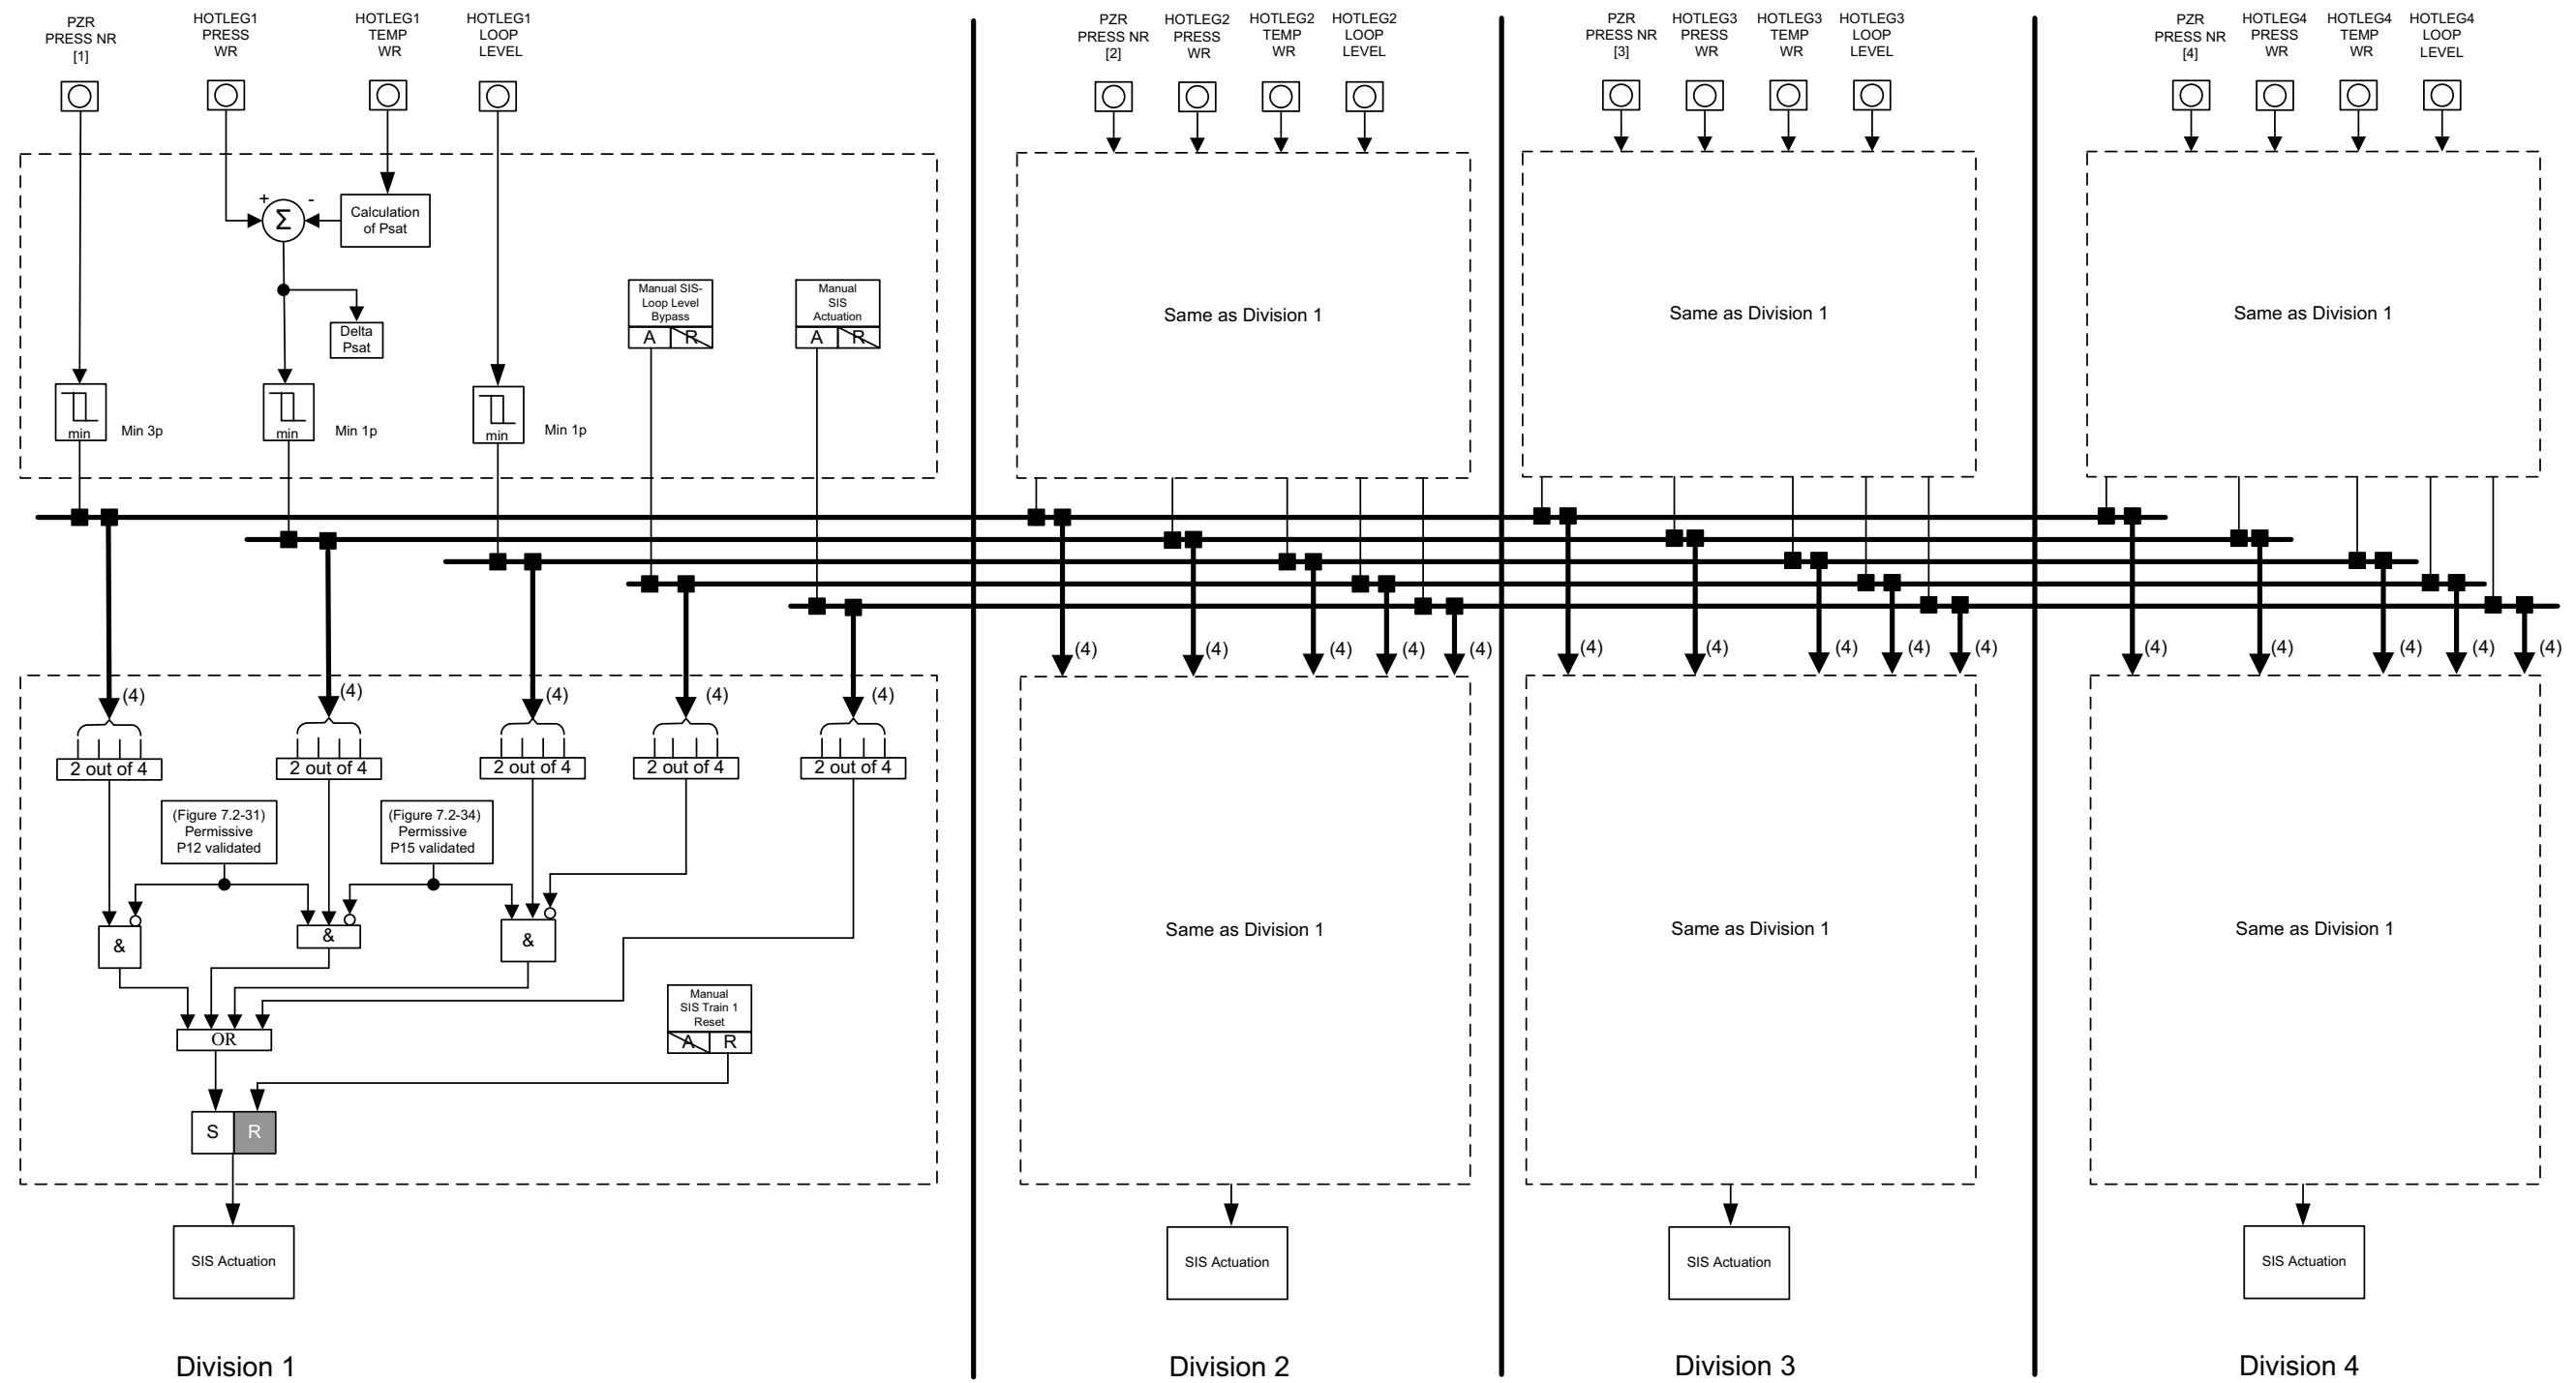 PZR
PRESS NR
[1]
HOTLEG1
PRESS
WR
HOTLEG1
TEMP
WR
HOTLEG1
LOOP
LEVEL
+
-
Σ
Calculation
of Psat
Delta
Psat
Manual SIS-
Loop Level
Bypass
A R
Manual
SIS
Actuation
A R
min
Min 3p
min
Min 1p
min
Min 1p
(4)
(4)
(4)
(4)
(4)
2 out of 4
2 out of 4
2 out of 4
2 out of 4
2 out of 4
(Figure 7.2-31)
Permissive
P12 validated
(Figure 7.2-34)
Permissive
P15 validated
&
&
&
OR
Manual
SIS Train 1
Reset
A R
S R
SIS Actuation
Division 1
PZR
PRESS NR
[2]
HOTLEG2
PRESS
WR
HOTLEG2
TEMP
WR
HOTLEG2
LOOP
LEVEL
Same as Division 1
(4)
(4)
(4)
(4)
(4)
Same as Division 1
SIS Actuation
Division 2
PZR
PRESS NR
[3]
HOTLEG3
PRESS
WR
HOTLEG3
TEMP
WR
HOTLEG3
LOOP
LEVEL
Same as Division 1
(4)
(4)
(4)
(4)
(4)
Same as Division 1
SIS Actuation
Division 3
PZR
PRESS NR
[4]
HOTLEG4
PRESS
WR
HOTLEG4
TEMP
WR
HOTLEG4
LOOP
LEVEL
Same as Division 1
(4)
(4)
(4)
(4)
(4)
Same as Division 1
SIS Actuation
Division 4